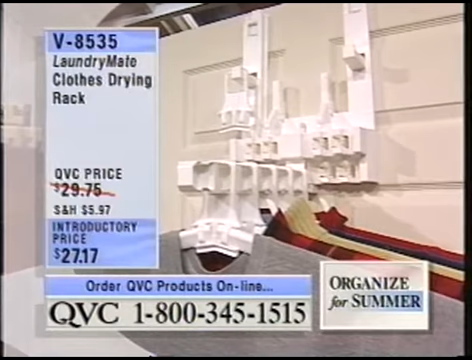 V-8535
LaundryMate
Clothes Drying
Rack
QVC PRICE
$29.75
S&H $5.97
INTRODUCTORY
PRICE
$27.17
Order QVC Products On-line...
QVC 1-800-345-1515
ORGANIZE
for SUMMER